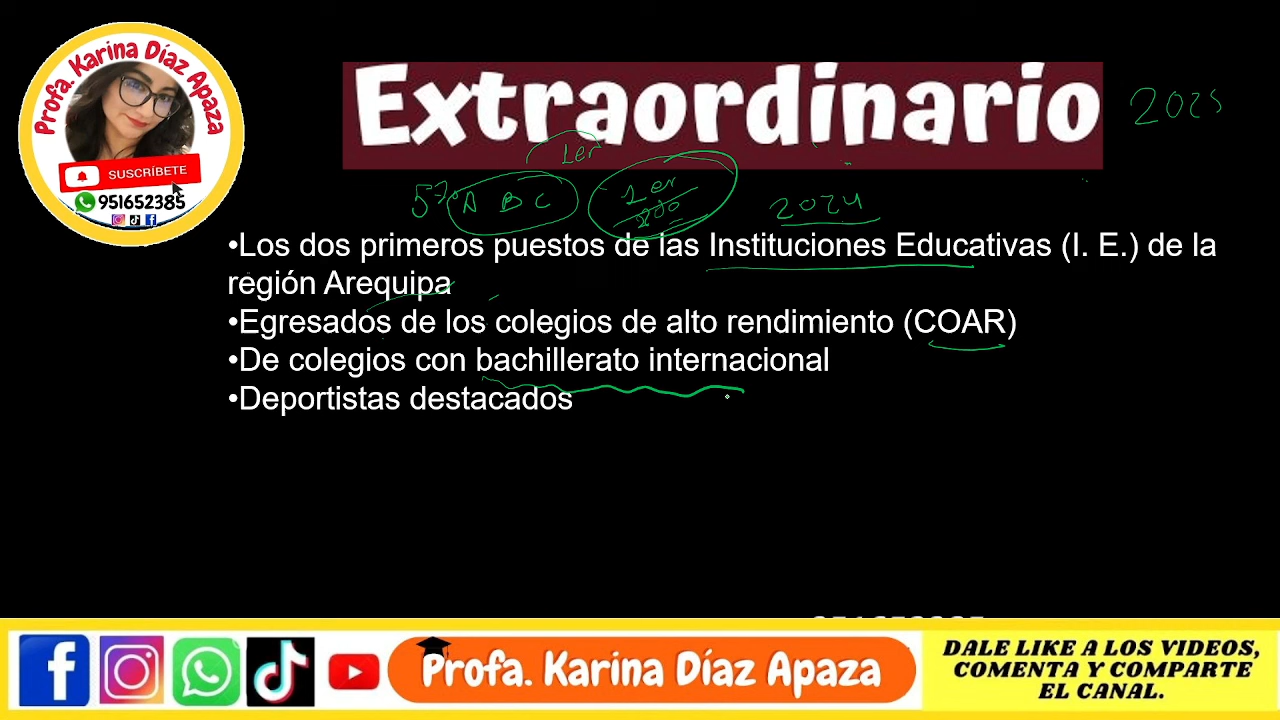 Profa. Karina Díaz Apaza
SUSCRÍBETE
951652385
Extraordinario
2025
1er
5to A B C
1er
2do
2024
•Los dos primeros puestos de las Instituciones Educativas (I. E.) de la
región Arequipa
•Egresados de los colegios de alto rendimiento (COAR)
•De colegios con bachillerato internacional
•Deportistas destacados
Profa. Karina Díaz Apaza
DALE LIKE A LOS VIDEOS,
COMENTA Y COMPARTE
EL CANAL.